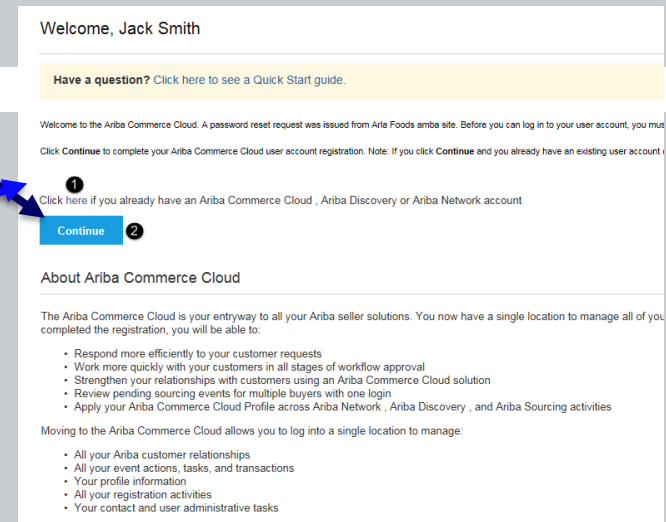 Welcome, Jack Smith
Have a question? Click here to see a Quick Start guide.
Welcome to the Ariba Commerce Cloud. A password reset request was issued from Arla Foods amba site. Before you can log in to your user account, you
Click Continue to complete your Ariba Commerce Cloud user account registration. Note: If you click Continue and you already have an existing user account
1
Click here if you already have an Ariba Commerce Cloud , Ariba Discovery or Ariba Network account
Continue 2
About Ariba Commerce Cloud
The Ariba Commerce Cloud is your entryway to all your Ariba seller solutions. You now have a single location to manage all of
completed the registration, you will be able to:
• Respond more efficiently to your customer requests
• Work more quickly with your customers in all stages of workflow approval
• Strengthen your relationships with customers using an Ariba Commerce Cloud solution
• Review pending sourcing events for multiple buyers with one login
• Apply your Ariba Commerce Cloud Profile across Ariba Network , Ariba Discovery , and Ariba Sourcing activities
Moving to the Ariba Commerce Cloud allows you to log into a single location to manage:
• All your Ariba customer relationships
• All your event actions, tasks, and transactions
• Your profile information
• All your registration activities
• Your contact and user administrative tasks